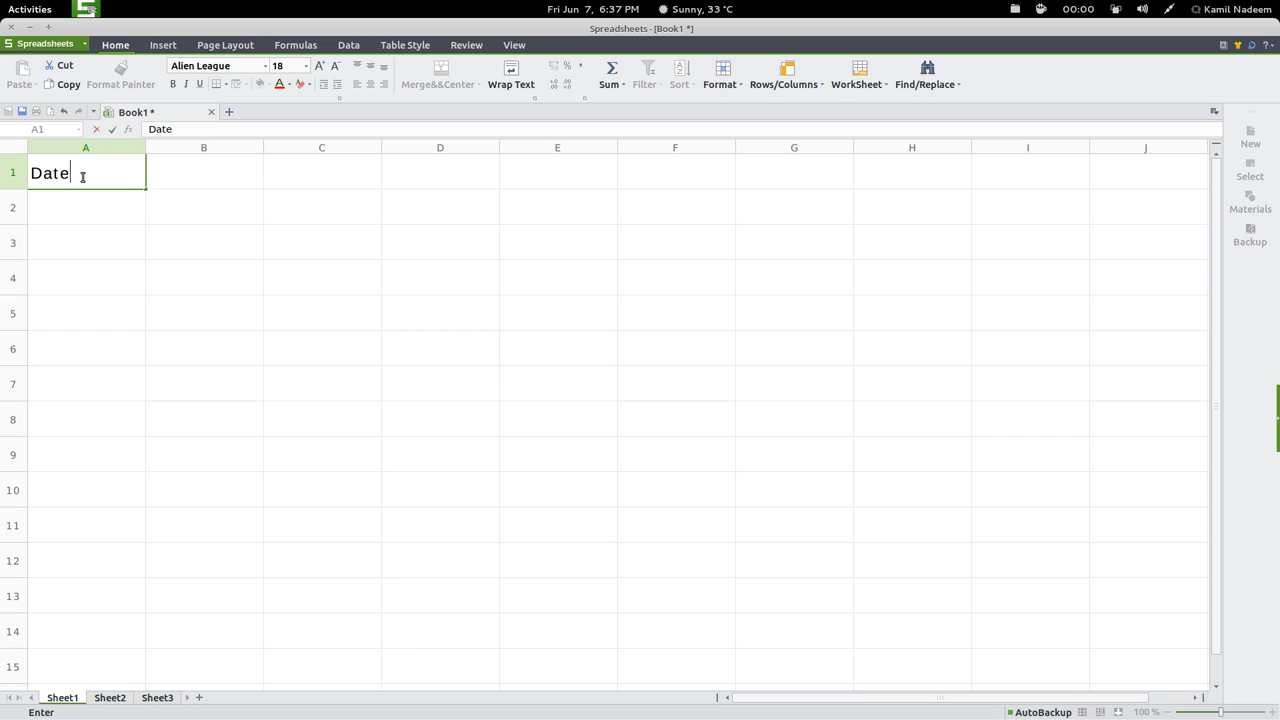 Activities Fri Jun 7, 6:37 PM Sunny, 33 °C 00:00 Kamil Nadeem
Spreadsheets - [Book1 *]
S Spreadsheets Home Insert Page Layout Formulas Data Table Style Review View
Cut Alien League 18
Paste Copy Format Painter B I U Merge&Center Wrap Text Sum Filter Sort Format Rows/Columns WorkSheet Find/Replace
Book1 *
A1 fx Date
A B C D E F G H I J
New
1 Date
Select
2 Materials
3 Backup
4
5
6
7
8
9
10
11
12
13
14
15
Sheet1 Sheet2 Sheet3
Enter AutoBackup 100 %